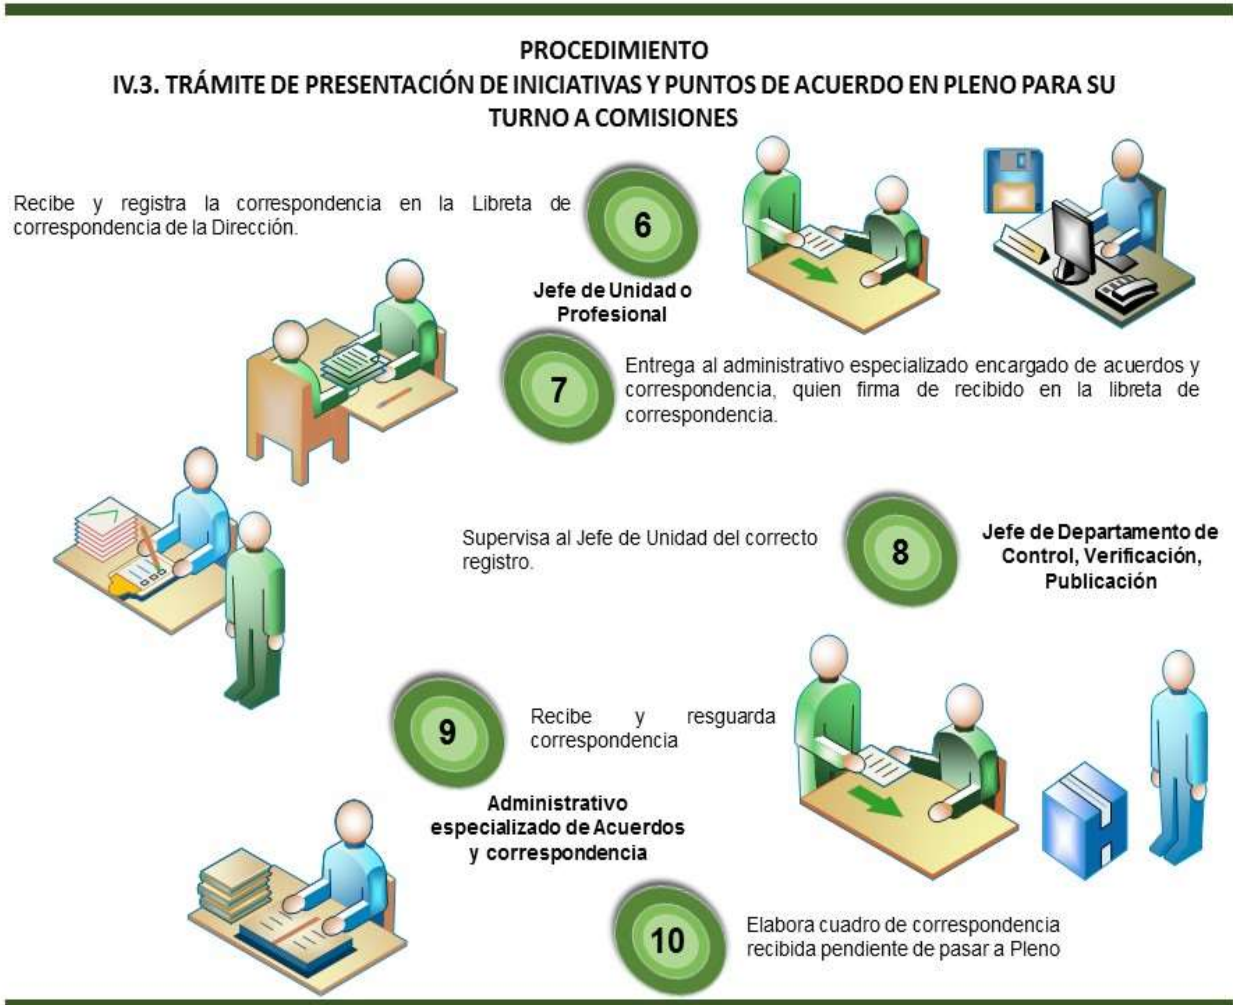 PROCEDIMIENTO
IV.3. TRÁMITE DE PRESENTACIÓN DE INICIATIVAS Y PUNTOS DE ACUERDO EN PLENO PARA SU
TURNO A COMISIONES
Recibe y registra la correspondencia en la Libreta de
correspondencia de la Dirección.
6
Jefe de Unidad o
Profesional
7
Entrega al administrativo especializado encargado de acuerdos y
correspondencia, quien firma de recibido en la libreta de
correspondencia.
Supervisa al Jefe de Unidad del correcto
registro.
8
Jefe de Departamento de
Control, Verificación,
Publicación
9
Recibe y resguarda
correspondencia
Administrativo
especializado de Acuerdos
y correspondencia
10
Elabora cuadro de correspondencia
recibida pendiente de pasar a Pleno